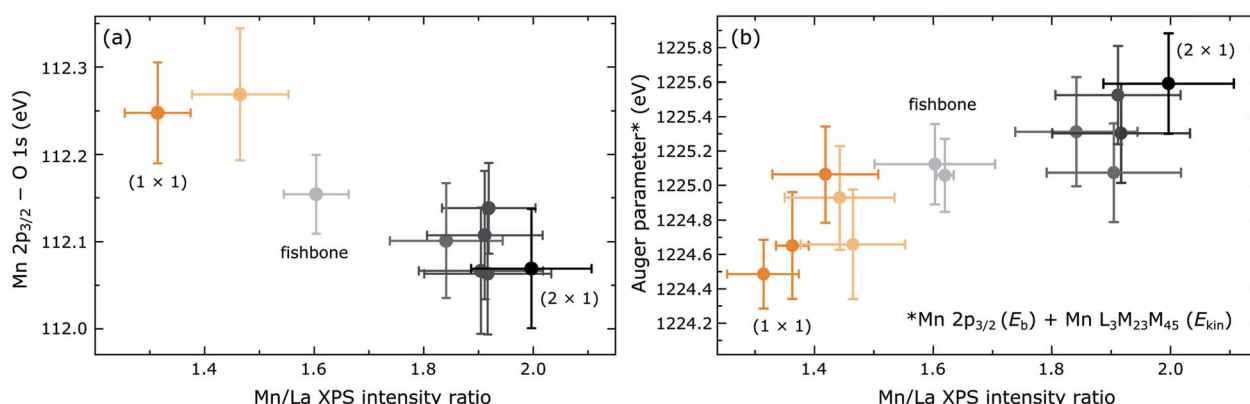 (a)
112.3
112.2
112.1
112.0
Mn 2p3/2 − O 1s (eV)
(1 × 1)
fishbone
(2 × 1)
1.4
1.6
1.8
2.0
Mn/La XPS intensity ratio
(b)
1225.8
1225.6
1225.4
1225.2
1225.0
1224.8
1224.6
1224.4
1224.2
Auger parameter* (eV)
(2 × 1)
fishbone
(1 × 1)
*Mn 2p3/2 (Eb) + Mn L3M23M45 (Ekin)
1.4
1.6
1.8
2.0
Mn/La XPS intensity ratio